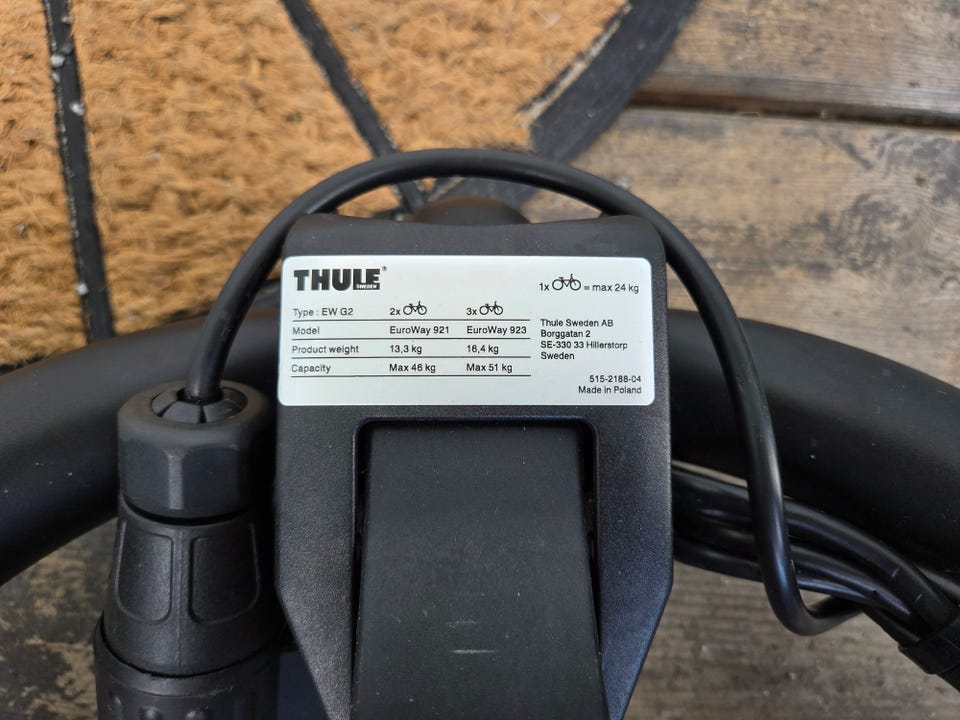 THULE®
SWEDEN
1x = max 24 kg
Type : EW G2 2x 3x
Model EuroWay 921 EuroWay 923
Product weight 13,3 kg 16,4 kg
Capacity Max 46 kg Max 51 kg
Thule Sweden AB
Borggatan 2
SE-330 33 Hillerstorp
Sweden
515-2188-04
Made in Poland